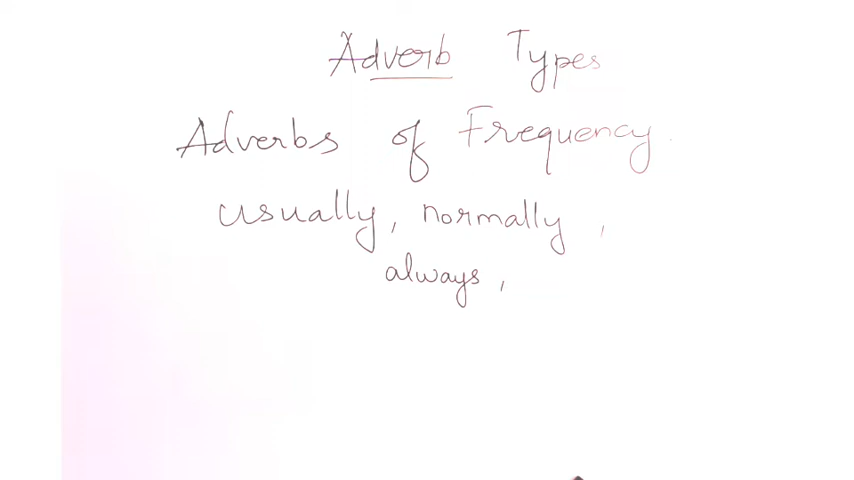 Adverb Types
Adverbs of Frequency
usually, normally,
always,